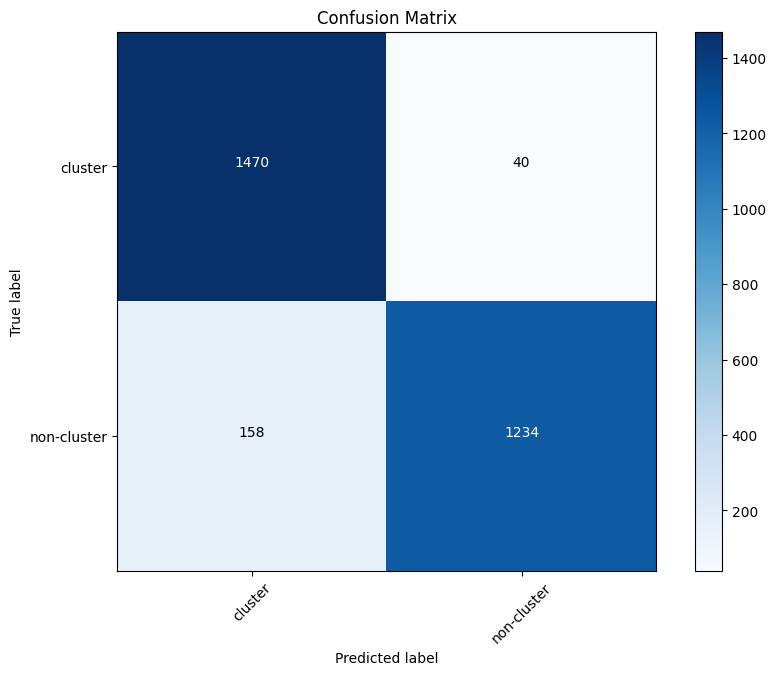 Confusion Matrix
True label
cluster
non-cluster
1470
40
158
1234
cluster
non-cluster
Predicted label
1400
1200
1000
800
600
400
200